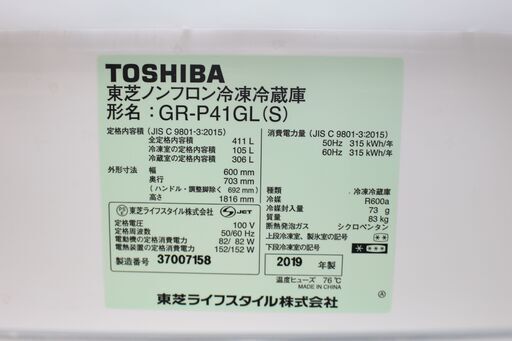 TOSHIBA
東芝ノンフロン冷凍冷蔵庫
形名：GR-P41GL(S)
定格内容積（JIS C 9801-3:2015）
全定格内容積 411 L
冷凍室の定格内容積 105 L
冷蔵室の定格内容積 306 L
外形寸法 幅 600 mm
奥行 703 mm
(ハンドル・調整脚除く 692 mm)
高さ 1816 mm
東芝ライフスタイル株式会社 JET
定格電圧 100 V
定格周波数 50/60 Hz
電動機の定格消費電力 82/ 82 W
電熱装置の定格消費電力 152/152 W
製造番号 37007158
消費電力量（JIS C 9801-3:2015）
50Hz 315 kWh/年
60Hz 315 kWh/年
種類 冷凍冷蔵庫
冷媒 R600a
冷媒封入量 73 g
質量 83 kg
断熱発泡ガス シクロペンタン
上段冷凍室、製氷室の記号
下段冷凍室の記号
2019 年製
温度ヒューズ 76℃
MADE IN CHINA
東芝ライフスタイル株式会社
Ⓐ